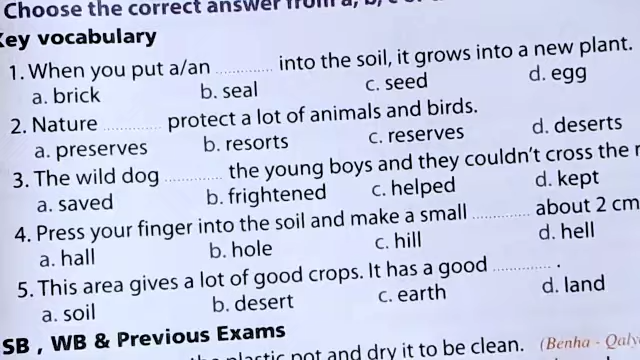 Choose the correct answer from a, b, c or
Key vocabulary
1. When you put a/an ............. into the soil, it grows into a new plant.
a. brick b. seal c. seed d. egg
2. Nature ............. protect a lot of animals and birds.
a. preserves b. resorts c. reserves d. deserts
3. The wild dog ............. the young boys and they couldn't cross the
a. saved b. frightened c. helped d. kept
4. Press your finger into the soil and make a small ............. about 2 cm
a. hall b. hole c. hill d. hell
5. This area gives a lot of good crops. It has a good ............. .
a. soil b. desert c. earth d. land
SB , WB & Previous Exams
plastic pot and dry it to be clean. (Benha - Qaly